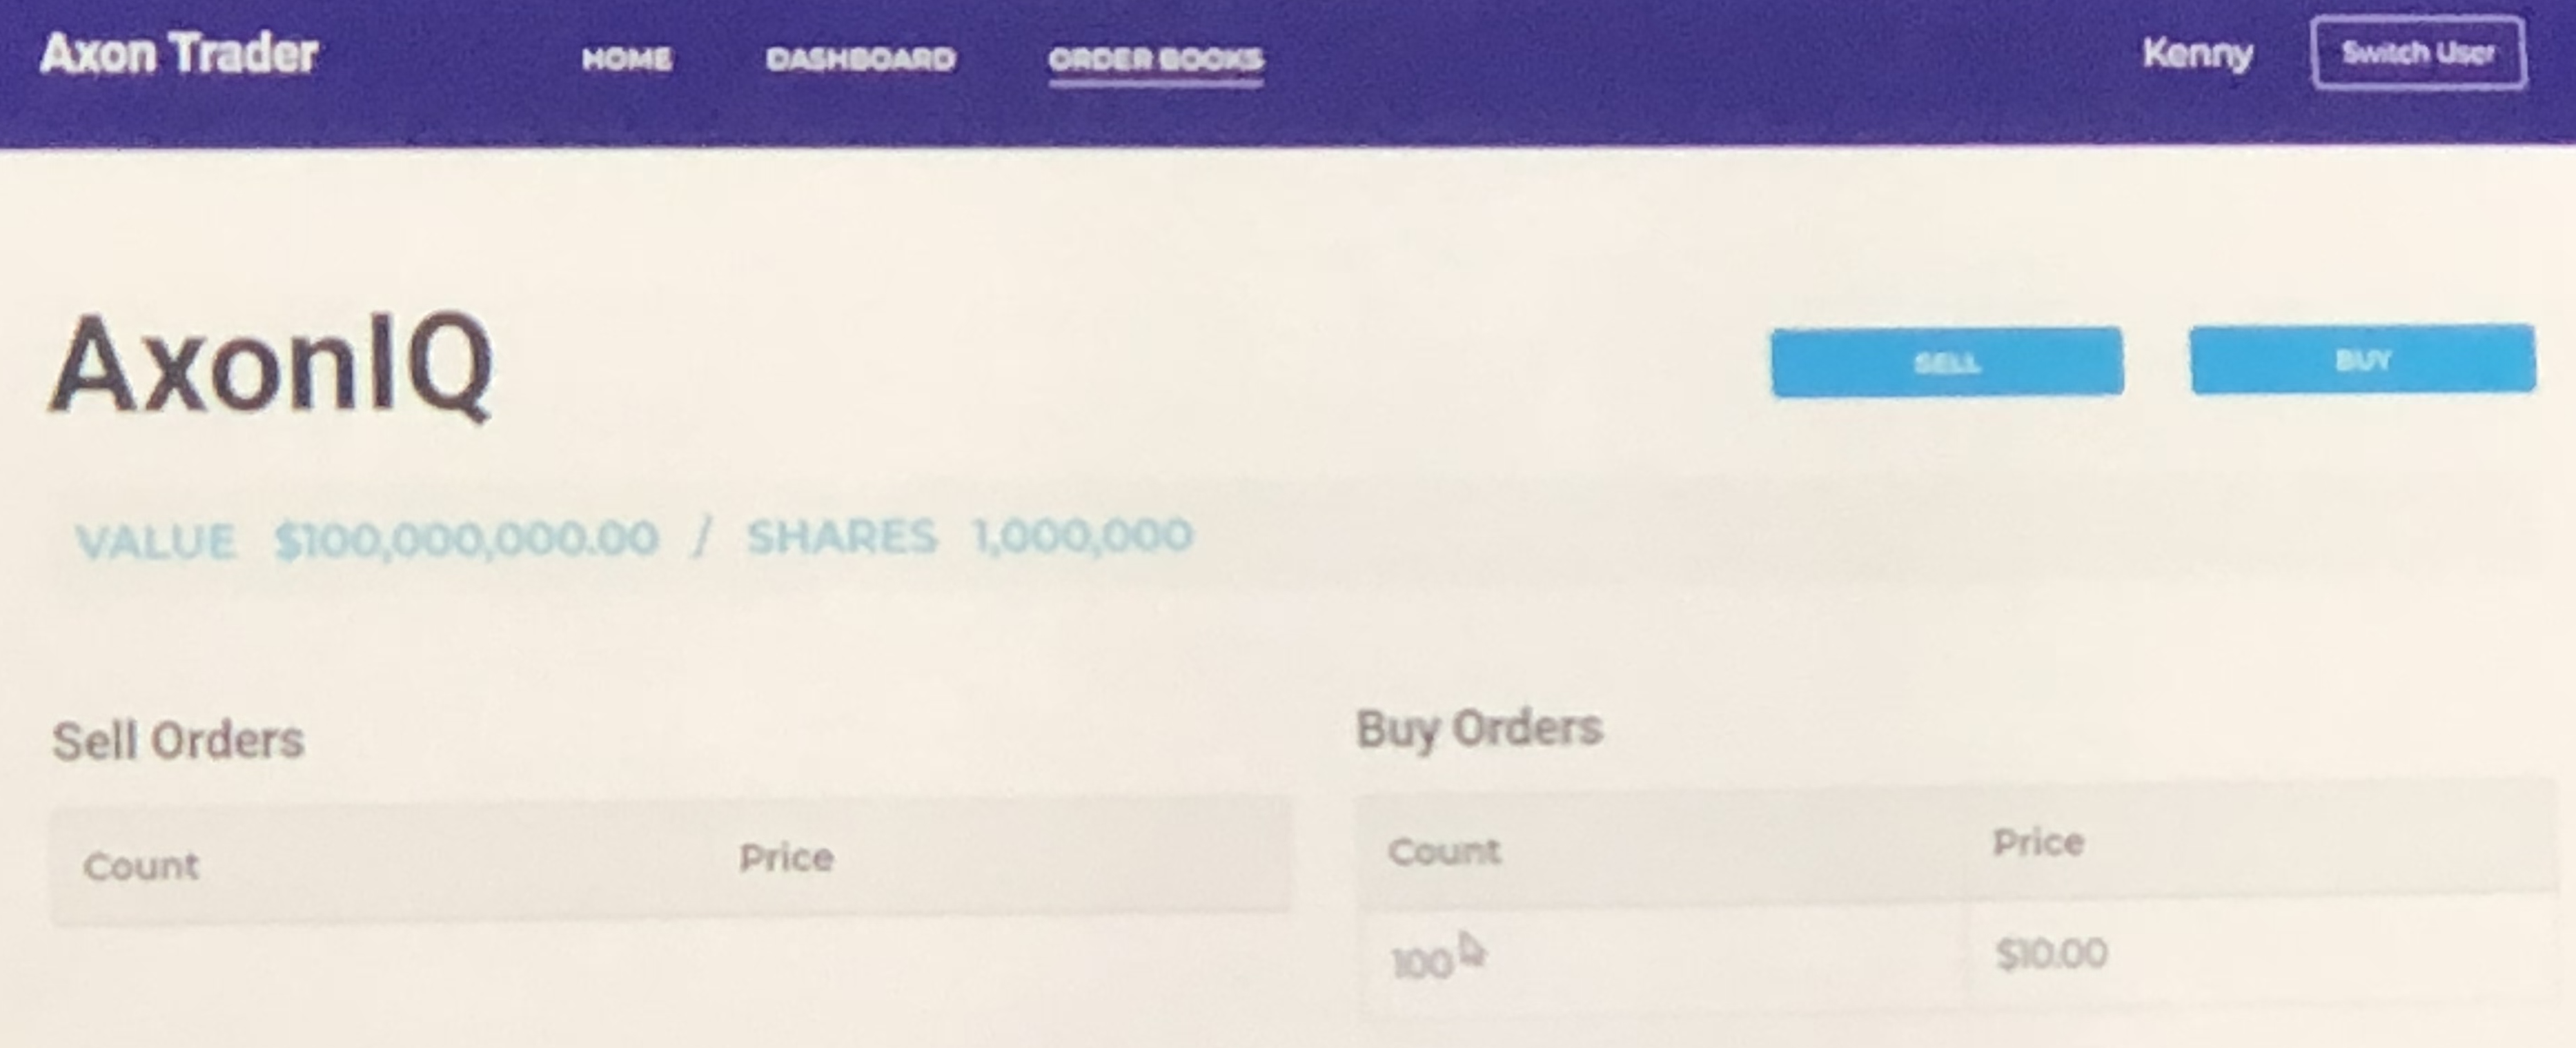 Axon Trader HOME DASHBOARD ORDER BOOKS Kenny Switch User
AxonIQ SELL BUY
VALUE $100,000,000.00 / SHARES 1,000,000
Sell Orders Buy Orders
Count Price Count Price
100 $10.00